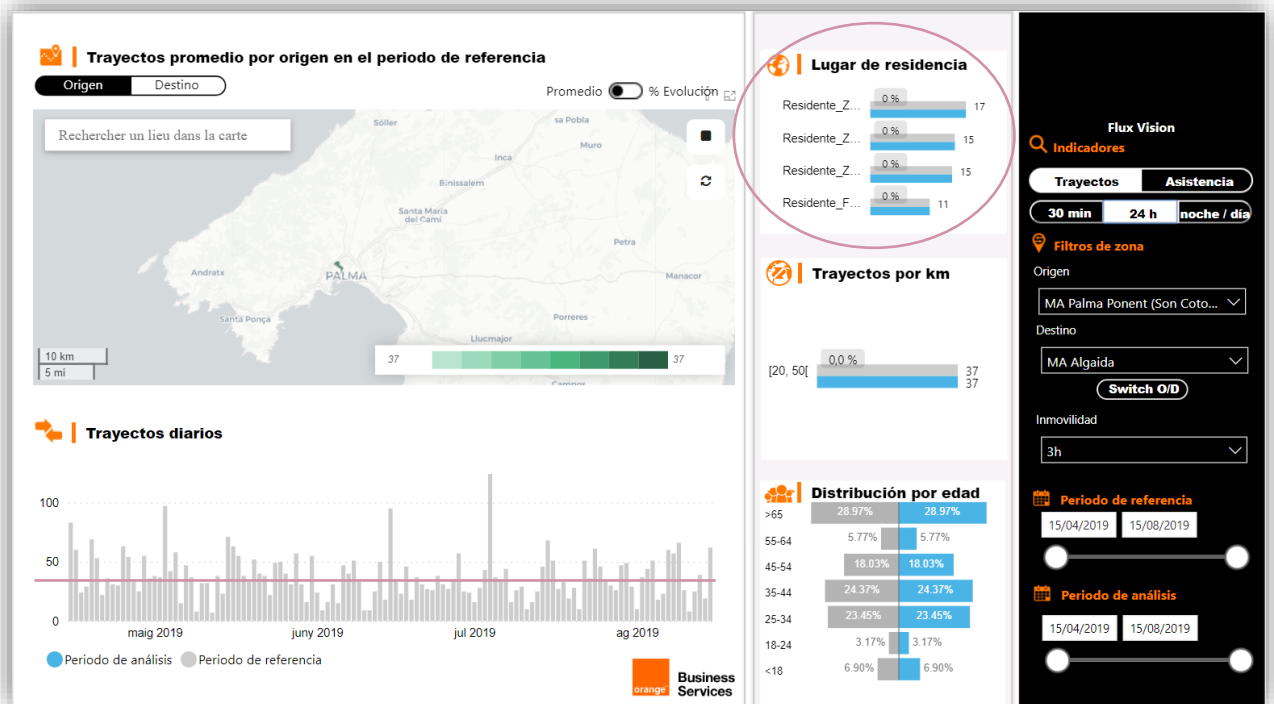 Trayectos promedio por origen en el periodo de referencia
Origen Destino
Promedio % Evolución
Rechercher un lieu dans la carte
Sóller
sa Pobla
Muro
Inca
Binissalem
Santa Maria
del Camí
Petra
Andratx
PALMA
Manacor
Santa Ponça
Porreres
Llucmajor
Campos
10 km
5 mi
37 37
Trayectos diarios
100
50
0
maig 2019 juny 2019 jul 2019 ag 2019
Periodo de análisis Periodo de referencia
orange
Business
Services
Lugar de residencia
Residente_Z... 0 % 17
Residente_Z... 0 % 15
Residente_Z... 0 % 15
Residente_F... 0 % 11
Trayectos por km
0,0 %
[20, 50[ 37
37
Distribución por edad
>65 28.97% 28.97%
55-64 5.77% 5.77%
45-54 18.03% 18.03%
35-44 24.37% 24.37%
25-34 23.45% 23.45%
18-24 3.17% 3.17%
<18 6.90% 6.90%
Flux Vision
Indicadores
Trayectos Asistencia
30 min 24 h noche / día
Filtros de zona
Origen
MA Palma Ponent (Son Coto...
Destino
MA Algaida
Switch O/D
Inmovilidad
3h
Periodo de referencia
15/04/2019 15/08/2019
Periodo de análisis
15/04/2019 15/08/2019